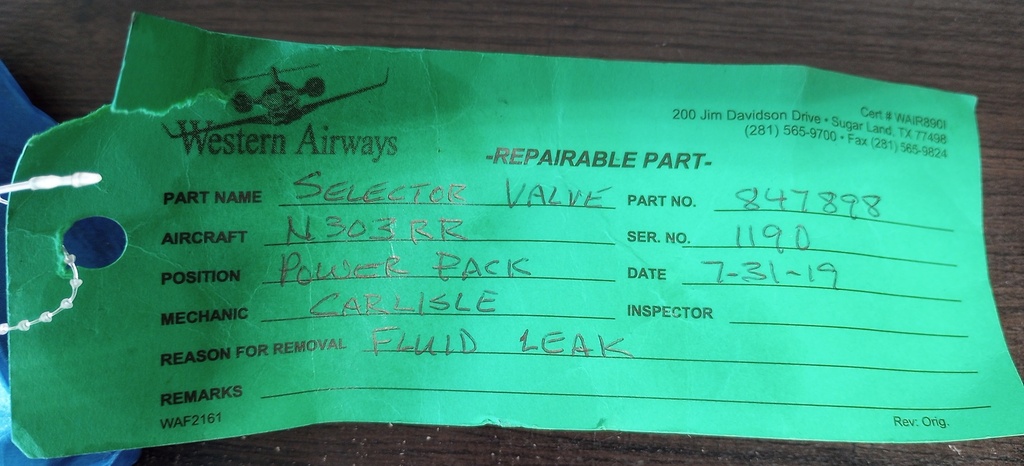 Western Airways
Cert # WAIR890I
200 Jim Davidson Drive • Sugar Land, TX 77498
(281) 565-9700 • Fax (281) 565-9824
-REPAIRABLE PART-
PART NAME SELECTOR VALVE PART NO. 847898
AIRCRAFT N303RR SER. NO. 1190
POSITION POWER PACK DATE 7-31-19
MECHANIC CARLISLE INSPECTOR
REASON FOR REMOVAL FLUID LEAK
REMARKS
WAF2161 Rev: Orig.